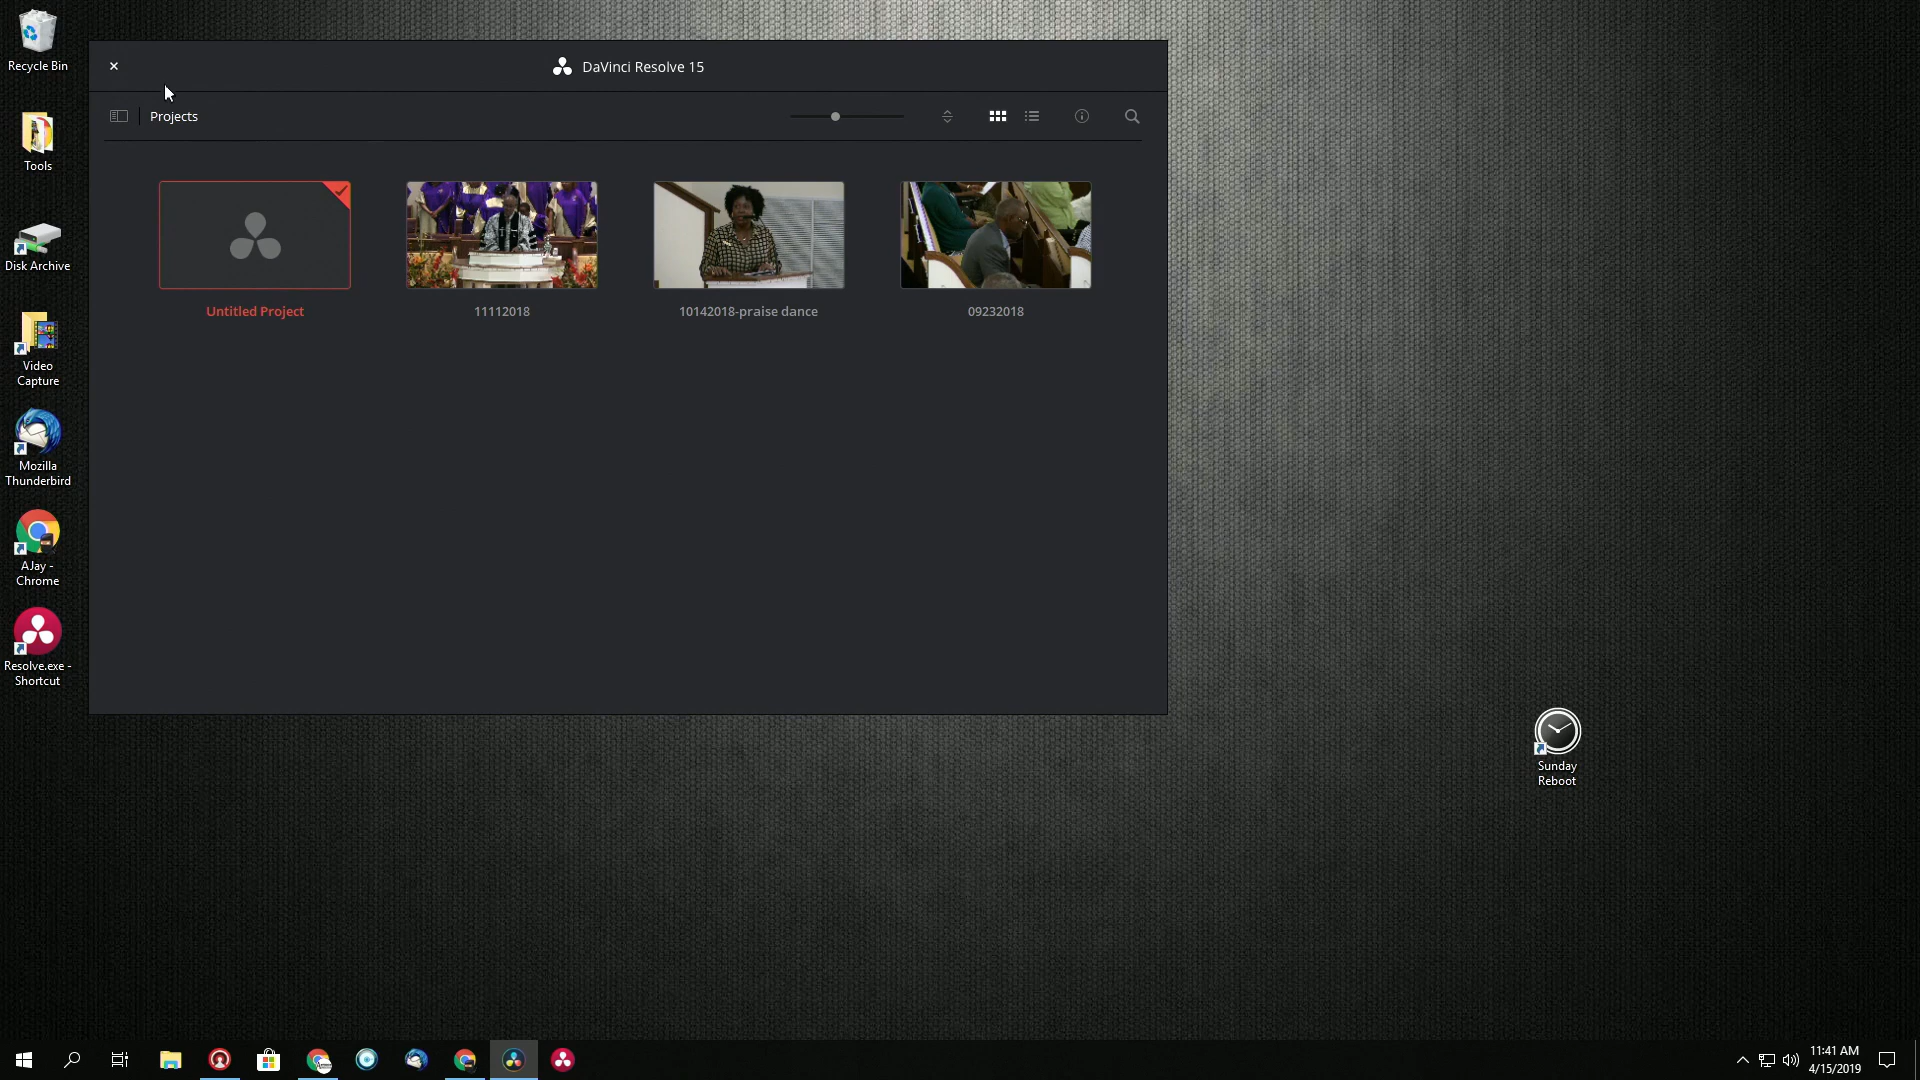 Recycle Bin
DaVinci Resolve 15
Projects
Tools
Disk Archive
Untitled Project
11112018
10142018-praise dance
09232018
Video
Capture
Mozilla
Thunderbird
AJay -
Chrome
Resolve.exe -
Shortcut
Sunday
Reboot
11:41 AM
4/15/2019